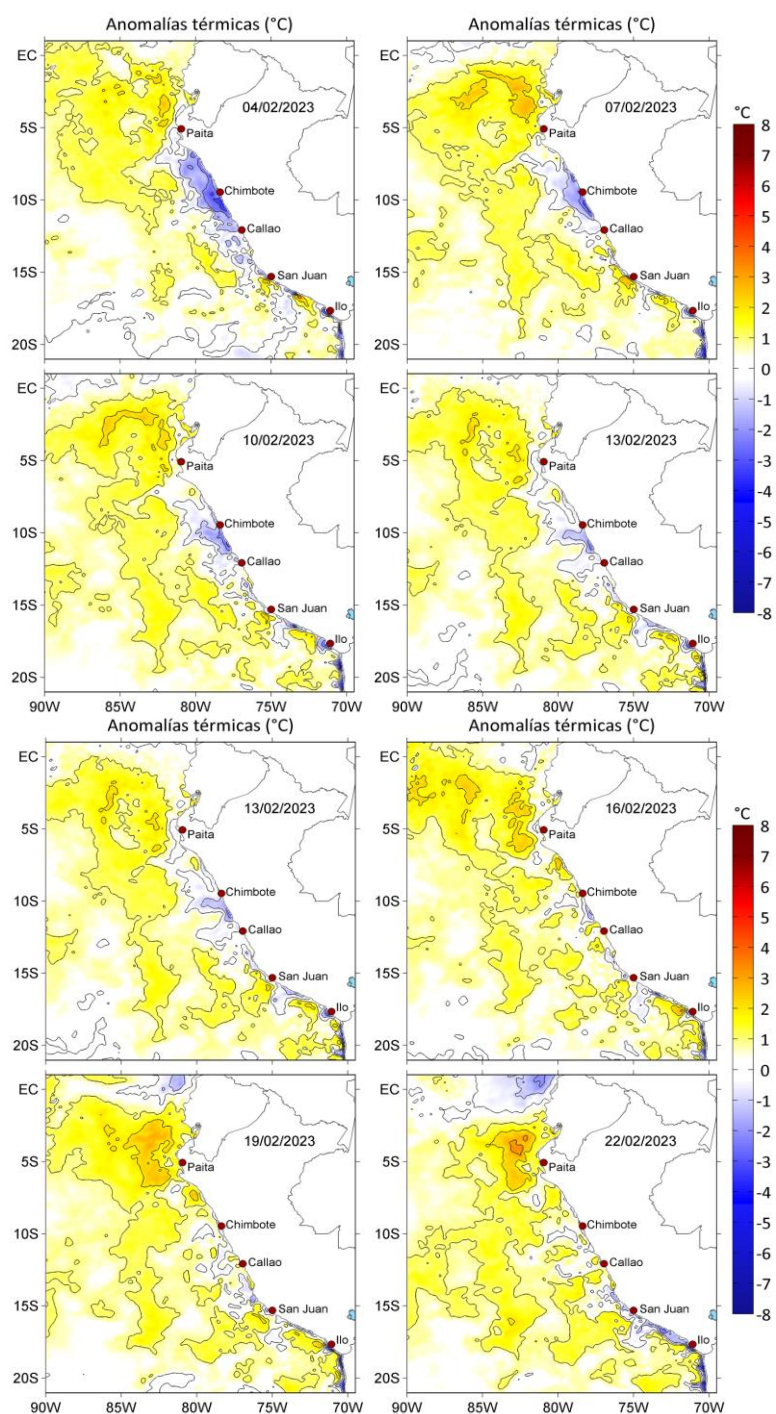 Anomalías térmicas (°C)
Anomalías térmicas (°C)
EC
5S
10S
15S
20S
04/02/2023
Paita
Chimbote
Callao
San Juan
Ilo
EC
5S
10S
15S
20S
07/02/2023
Paita
Chimbote
Callao
San Juan
Ilo
°C
8
7
6
5
4
3
2
1
0
-1
-2
-3
-4
-5
-6
-7
-8
EC
5S
10S
15S
20S
10/02/2023
Paita
Chimbote
Callao
San Juan
Ilo
90W 85W 80W 75W 70W
EC
5S
10S
15S
20S
13/02/2023
Paita
Chimbote
Callao
San Juan
Ilo
90W 85W 80W 75W 70W
Anomalías térmicas (°C)
Anomalías térmicas (°C)
EC
5S
10S
15S
20S
13/02/2023
Paita
Chimbote
Callao
San Juan
Ilo
EC
5S
10S
15S
20S
16/02/2023
Paita
Chimbote
Callao
San Juan
Ilo
°C
8
7
6
5
4
3
2
1
0
-1
-2
-3
-4
-5
-6
-7
-8
EC
5S
10S
15S
20S
19/02/2023
Paita
Chimbote
Callao
San Juan
Ilo
90W 85W 80W 75W 70W
EC
5S
10S
15S
20S
22/02/2023
Paita
Chimbote
Callao
San Juan
Ilo
90W 85W 80W 75W 70W